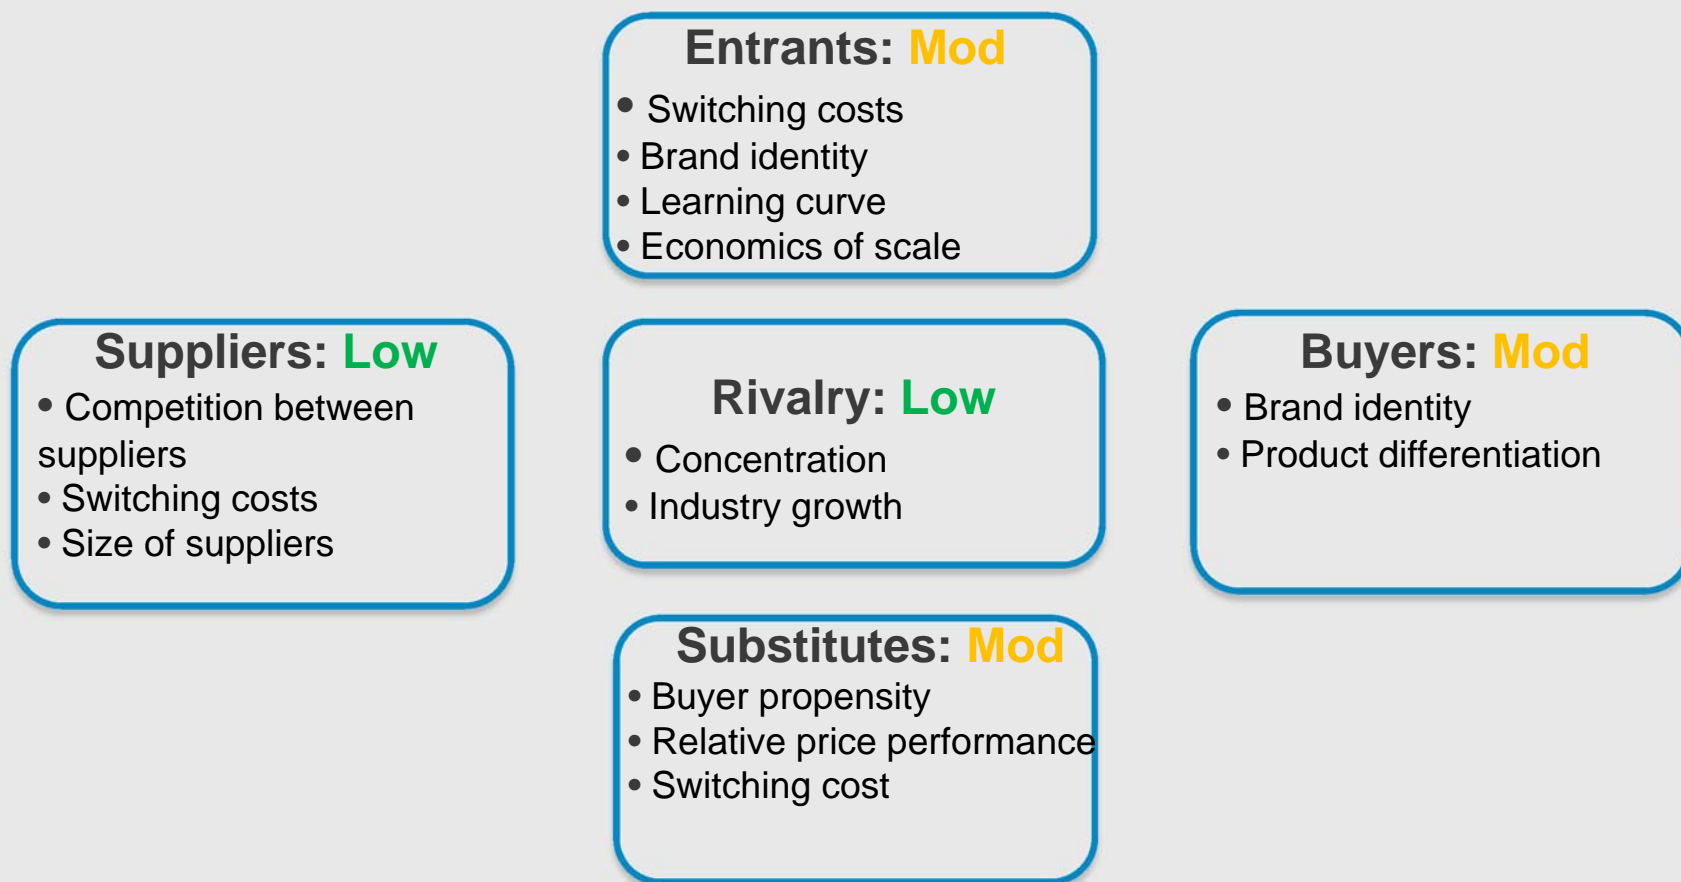 Entrants: Mod
• Switching costs
• Brand identity
• Learning curve
• Economics of scale
Suppliers: Low
• Competition between
suppliers
• Switching costs
• Size of suppliers
Rivalry: Low
• Concentration
• Industry growth
Buyers: Mod
• Brand identity
• Product differentiation
Substitutes: Mod
• Buyer propensity
• Relative price performance
• Switching cost